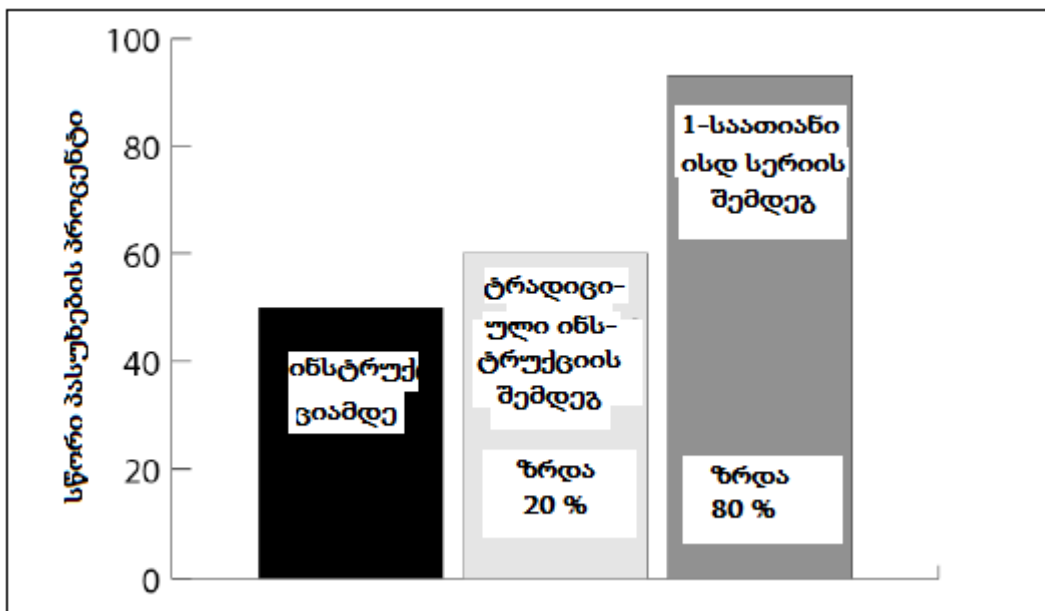 100
80
60
40
20
0
სწორი პასუხების პროცენტი
ინსტრუქ
ციამდე
ტრადიცი-
ული ინს-
ტრუქციის
შემდეგ
ზრდა
20 %
1-საათიანი
ისდ სერიის
შემდეგ
ზრდა
80 %